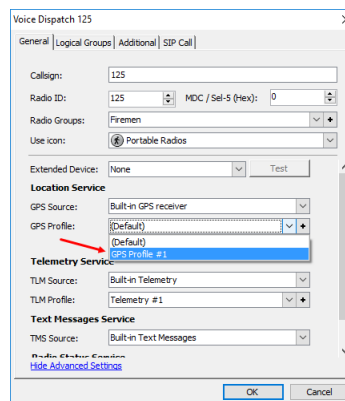 Voice Dispatch 125
General Logical Groups Additional SIP Call
Callsign: 125
Radio ID: 125 MDC / Sel-5 (Hex): 0
Radio Groups: Firemen
Use icon: Portable Radios
Extended Device: None Test
Location Service
GPS Source: Built-in GPS receiver
GPS Profile: (Default)
(Default)
GPS Profile #1
Telemetry Service
TLM Source: Built-in Telemetry
TLM Profile: Telemetry #1
Text Messages Service
TMS Source: Built-in Text Messages
Radio Status Service
Hide Advanced Settings
OK Cancel